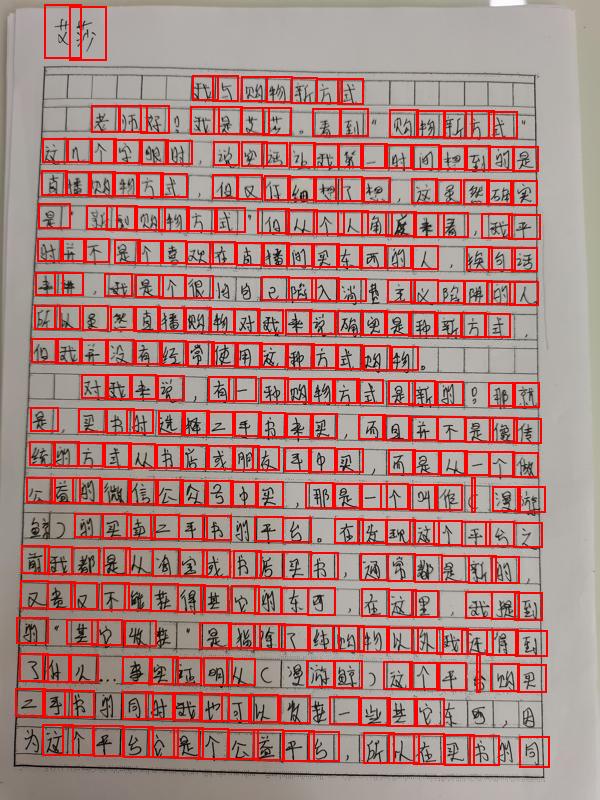 艾莎
我与购物新方式
老师好？我是艾莎。看到“购物新方式”
这几个字眼时，说实话让我第一时间想到的是
直播购物方式，但又仔细想了想，这虽然确实
是“新的购物方式”但从个人角度来看，我平
时并不是个喜欢在直播间买东西的人，换句话
来讲，我是个很怕自己陷入消费主义陷阱的人。
所以虽然直播购物对我来说确实是种新方式，
但我并没有经常使用这种方式购物。
对我来说，有一种购物方式是新的？那就
是，买书时选择二手书来买，而且并不是像传
统的方式从书店或朋友手中买，而是从一个做
公益的微信公众号中买，那是一个叫作（漫游
鲸）的买卖二手书的平台。在发现这个平台之
前我都是从淘宝或书店买书，通常都是新的，
又贵又不能获得其它的东西，在这里，我提到
的“其它收获”是指除了纯购物以外我还得到
了什么…事实证明从（漫游鲸）这个平台购买
二手书的同时我也可以收获一些其它东西，因
为这个平台公是个公益平台，所以在买书的同